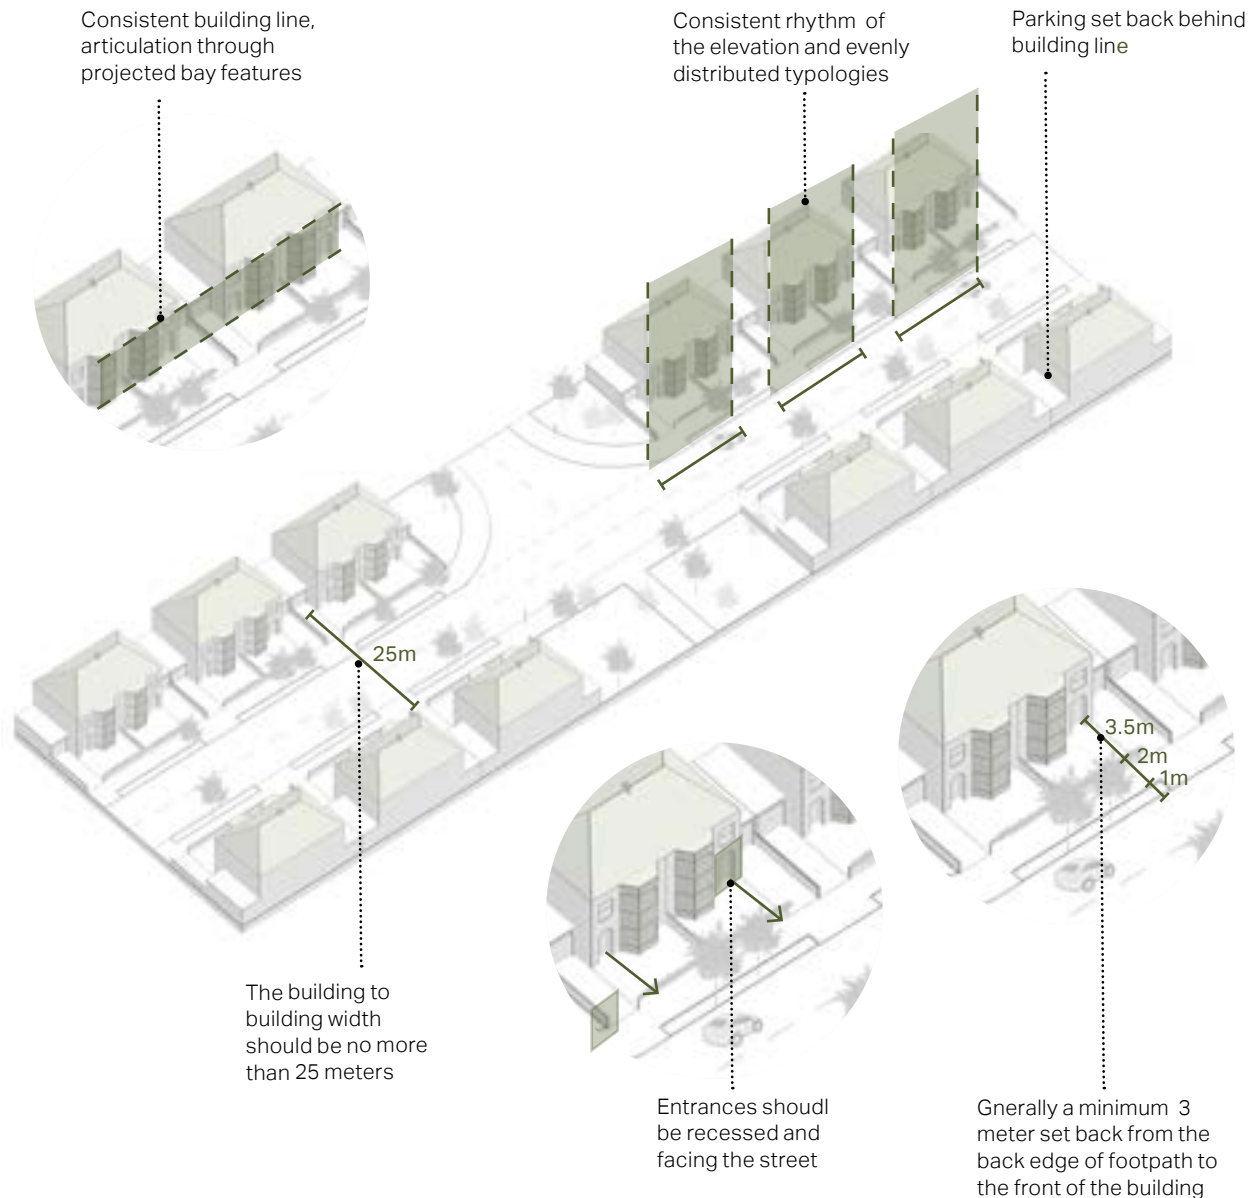 Consistent building line,
articulation through
projected bay features
Consistent rhythm of
the elevation and evenly
distributed typologies
Parking set back behind
building line
25m
3.5m
2m
1m
The building to
building width
should be no more
than 25 meters
Entrances shoudl
be recessed and
facing the street
Gnerally a minimum 3
meter set back from the
back edge of footpath to
the front of the building